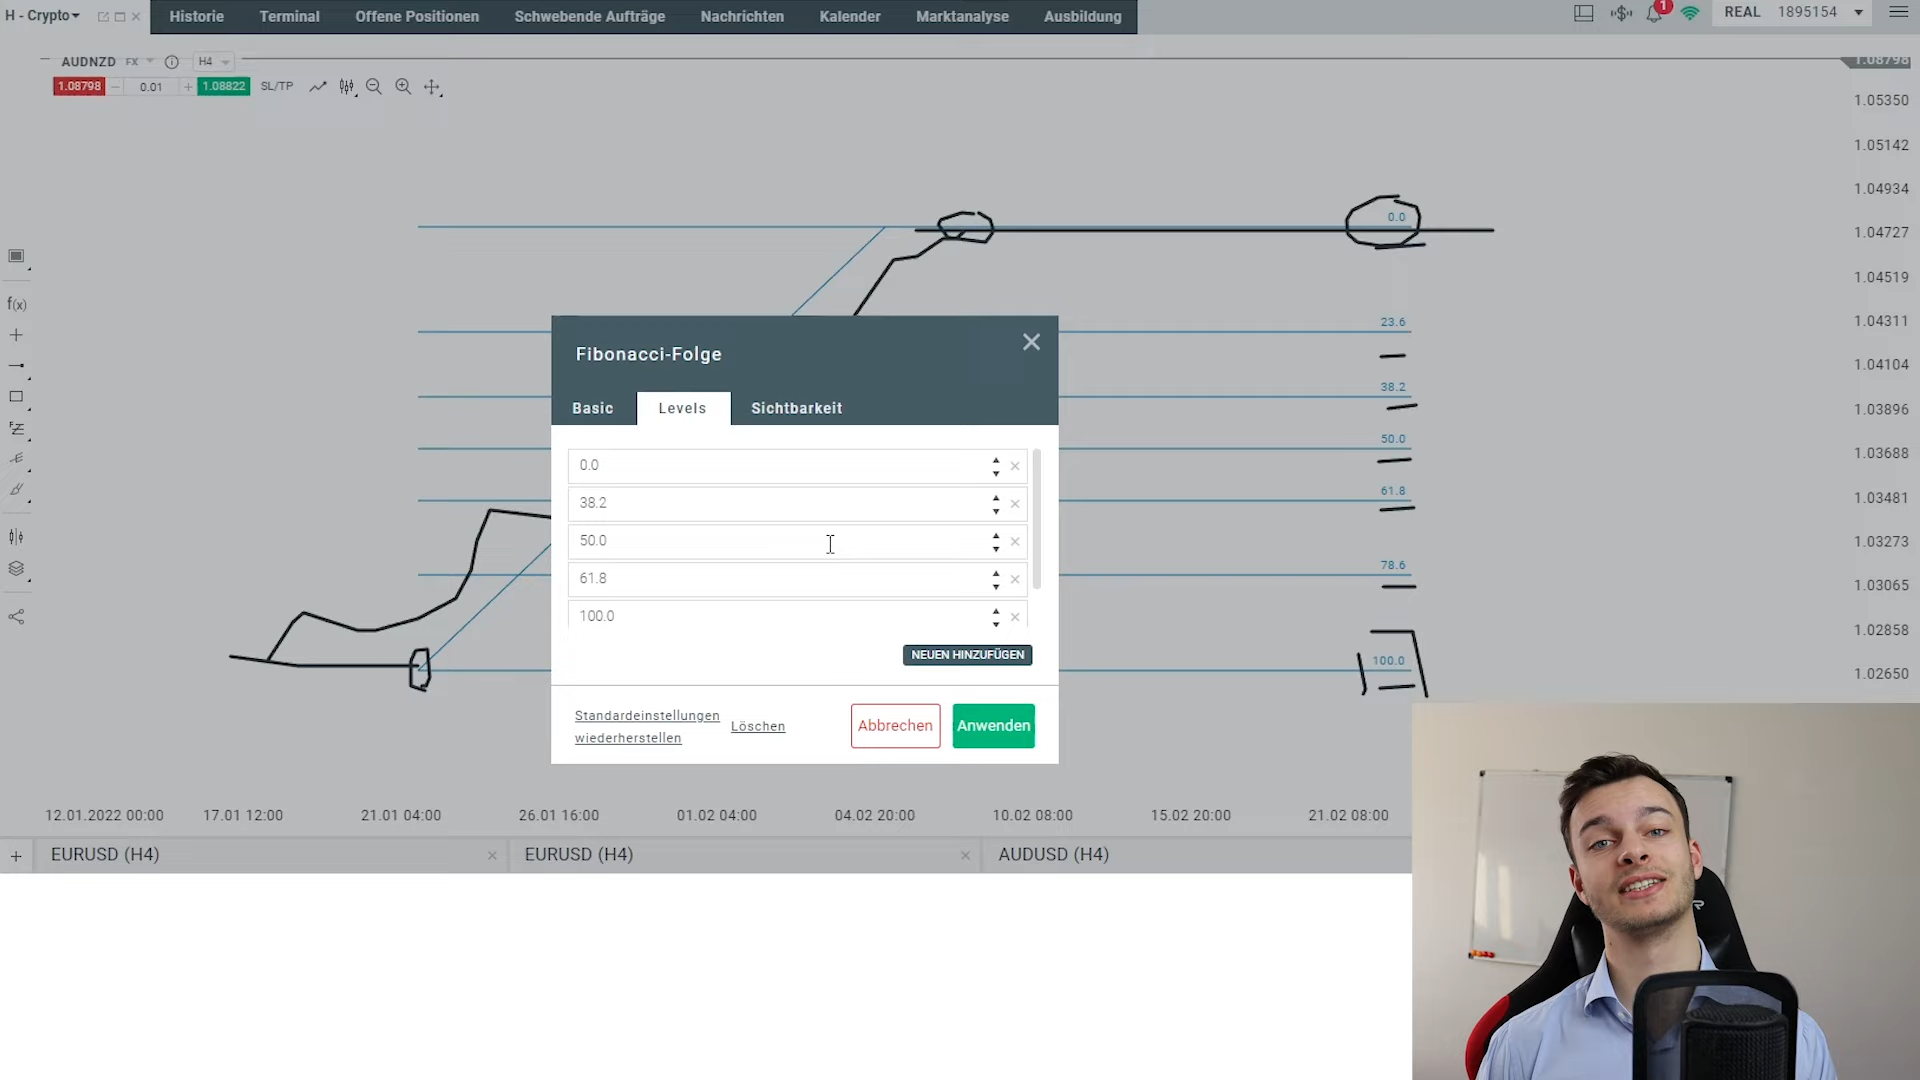 H - Crypto
Historie
Terminal
Offene Positionen
Schwebende Aufträge
Nachrichten
Kalender
Marktanalyse
Ausbildung
1
REAL 1895154
AUDNZD FX H4
1.08798
0.01
1.08822
SL/TP
1.08798
1.05350
1.05142
1.04934
1.04727
1.04519
1.04311
1.04104
1.03896
1.03688
1.03481
1.03273
1.03065
1.02858
1.02650
f(x)
0.0
23.6
38.2
50.0
61.8
78.6
100.0
Fibonacci-Folge
Basic
Levels
Sichtbarkeit
0.0
38.2
50.0
61.8
100.0
NEUEN HINZUFÜGEN
Standardeinstellungen
wiederherstellen
Löschen
Abbrechen
Anwenden
12.01.2022 00:00
17.01 12:00
21.01 04:00
26.01 16:00
01.02 04:00
04.02 20:00
10.02 08:00
15.02 20:00
21.02 08:00
EURUSD (H4)
EURUSD (H4)
AUDUSD (H4)